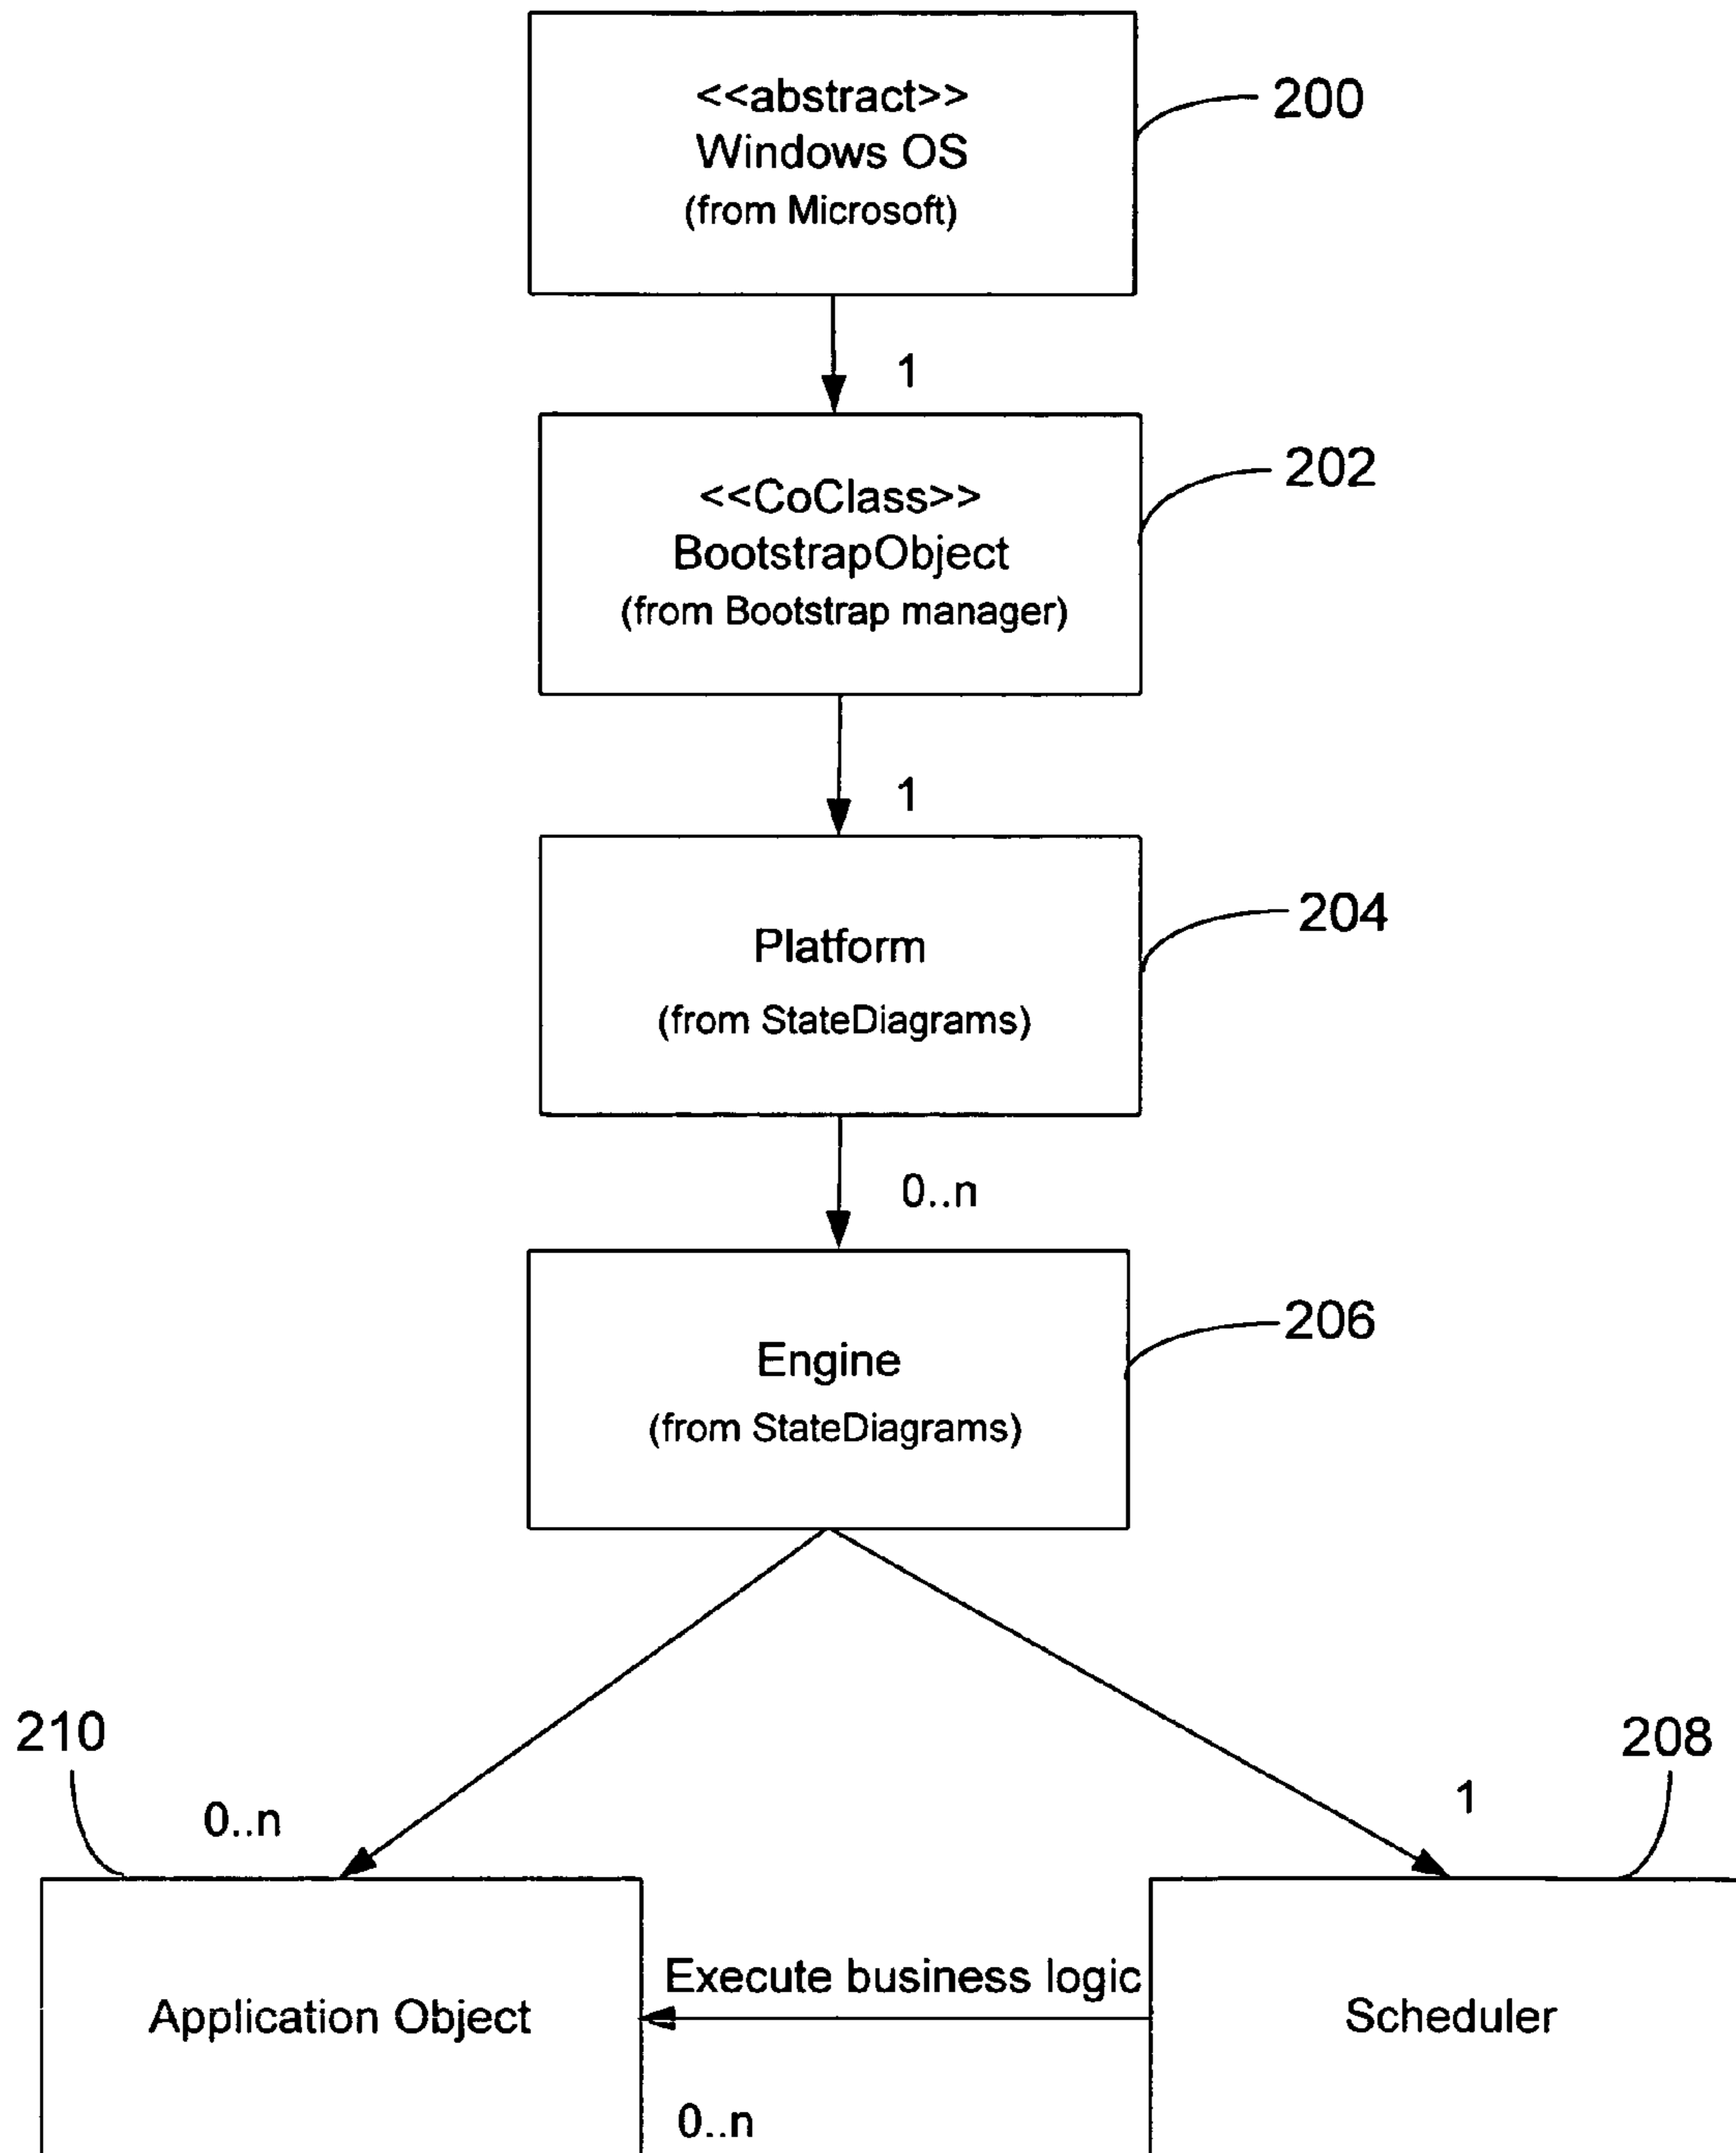 <<abstract>>
Windows OS
(from Microsoft)
200
1
<<CoClass>>
BootstrapObject
(from Bootstrap manager)
202
1
Platform
(from StateDiagrams)
204
0..n
Engine
(from StateDiagrams)
206
210
208
0..n
1
Application Object
Execute business logic
Scheduler
0..n